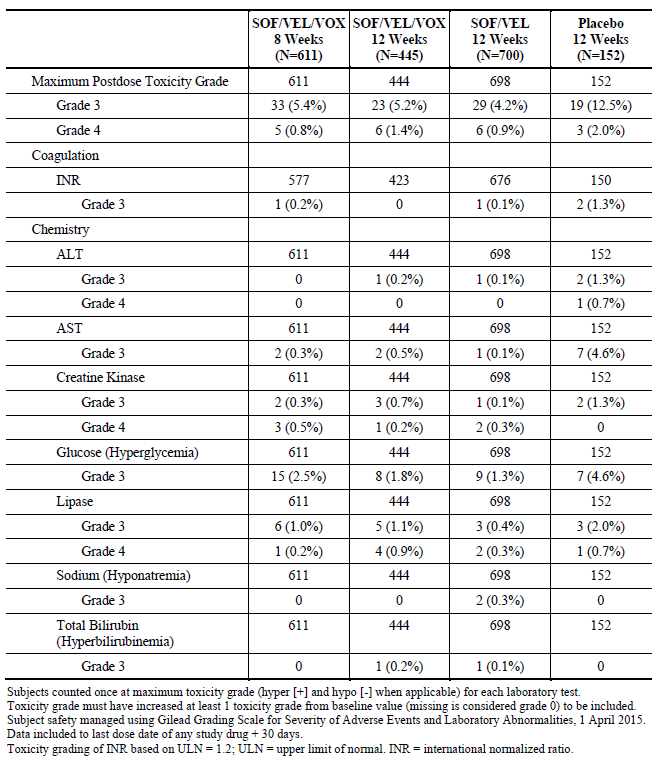 SOF/VEL/VOX SOF/VEL/VOX SOF/VEL Placebo
8 Weeks 12 Weeks 12 Weeks 12 Weeks
(N=611) (N=445) (N=700) (N=152)
Maximum Postdose Toxicity Grade 611 444 698 152
Grade 3 33 (5.4%) 23 (5.2%) 29 (4.2%) 19 (12.5%)
Grade 4 5 (0.8%) 6 (1.4%) 6 (0.9%) 3 (2.0%)
Coagulation
INR 577 423 676 150
Grade 3 1 (0.2%) 0 1 (0.1%) 2 (1.3%)
Chemistry
ALT 611 444 698 152
Grade 3 0 1 (0.2%) 1 (0.1%) 2 (1.3%)
Grade 4 0 0 0 1 (0.7%)
AST 611 444 698 152
Grade 3 2 (0.3%) 2 (0.5%) 1 (0.1%) 7 (4.6%)
Creatine Kinase 611 444 698 152
Grade 3 2 (0.3%) 3 (0.7%) 1 (0.1%) 2 (1.3%)
Grade 4 3 (0.5%) 1 (0.2%) 2 (0.3%) 0
Glucose (Hyperglycemia) 611 444 698 152
Grade 3 15 (2.5%) 8 (1.8%) 9 (1.3%) 7 (4.6%)
Lipase 611 444 698 152
Grade 3 6 (1.0%) 5 (1.1%) 3 (0.4%) 3 (2.0%)
Grade 4 1 (0.2%) 4 (0.9%) 2 (0.3%) 1 (0.7%)
Sodium (Hyponatremia) 611 444 698 152
Grade 3 0 0 2 (0.3%) 0
Total Bilirubin 611 444 698 152
(Hyperbilirubinemia)
Grade 3 0 1 (0.2%) 1 (0.1%) 0
Subjects counted once at maximum toxicity grade (hyper [+] and hypo [-] when applicable) for each laboratory test.
Toxicity grade must have increased at least 1 toxicity grade from baseline value (missing is considered grade 0) to be included.
Subject safety managed using Gilead Grading Scale for Severity of Adverse Events and Laboratory Abnormalities, 1 April 2015.
Data included to last dose date of any study drug + 30 days.
Toxicity grading of INR based on ULN = 1.2; ULN = upper limit of normal. INR = international normalized ratio.